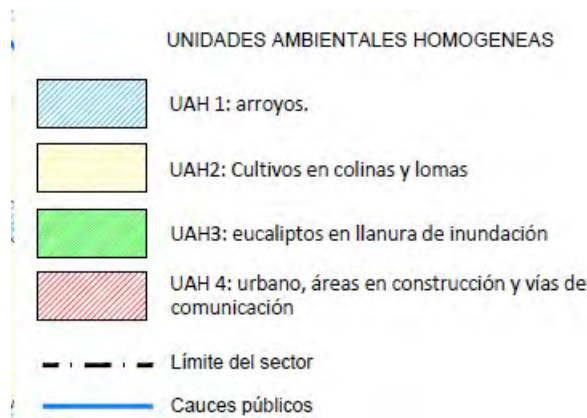 UNIDADES AMBIENTALES HOMOGENEAS
UAH 1: arroyos.
UAH2: Cultivos en colinas y lomas
UAH3: eucaliptos en llanura de inundación
UAH 4: urbano, áreas en construcción y vías de
comunicación
Límite del sector
Cauces públicos